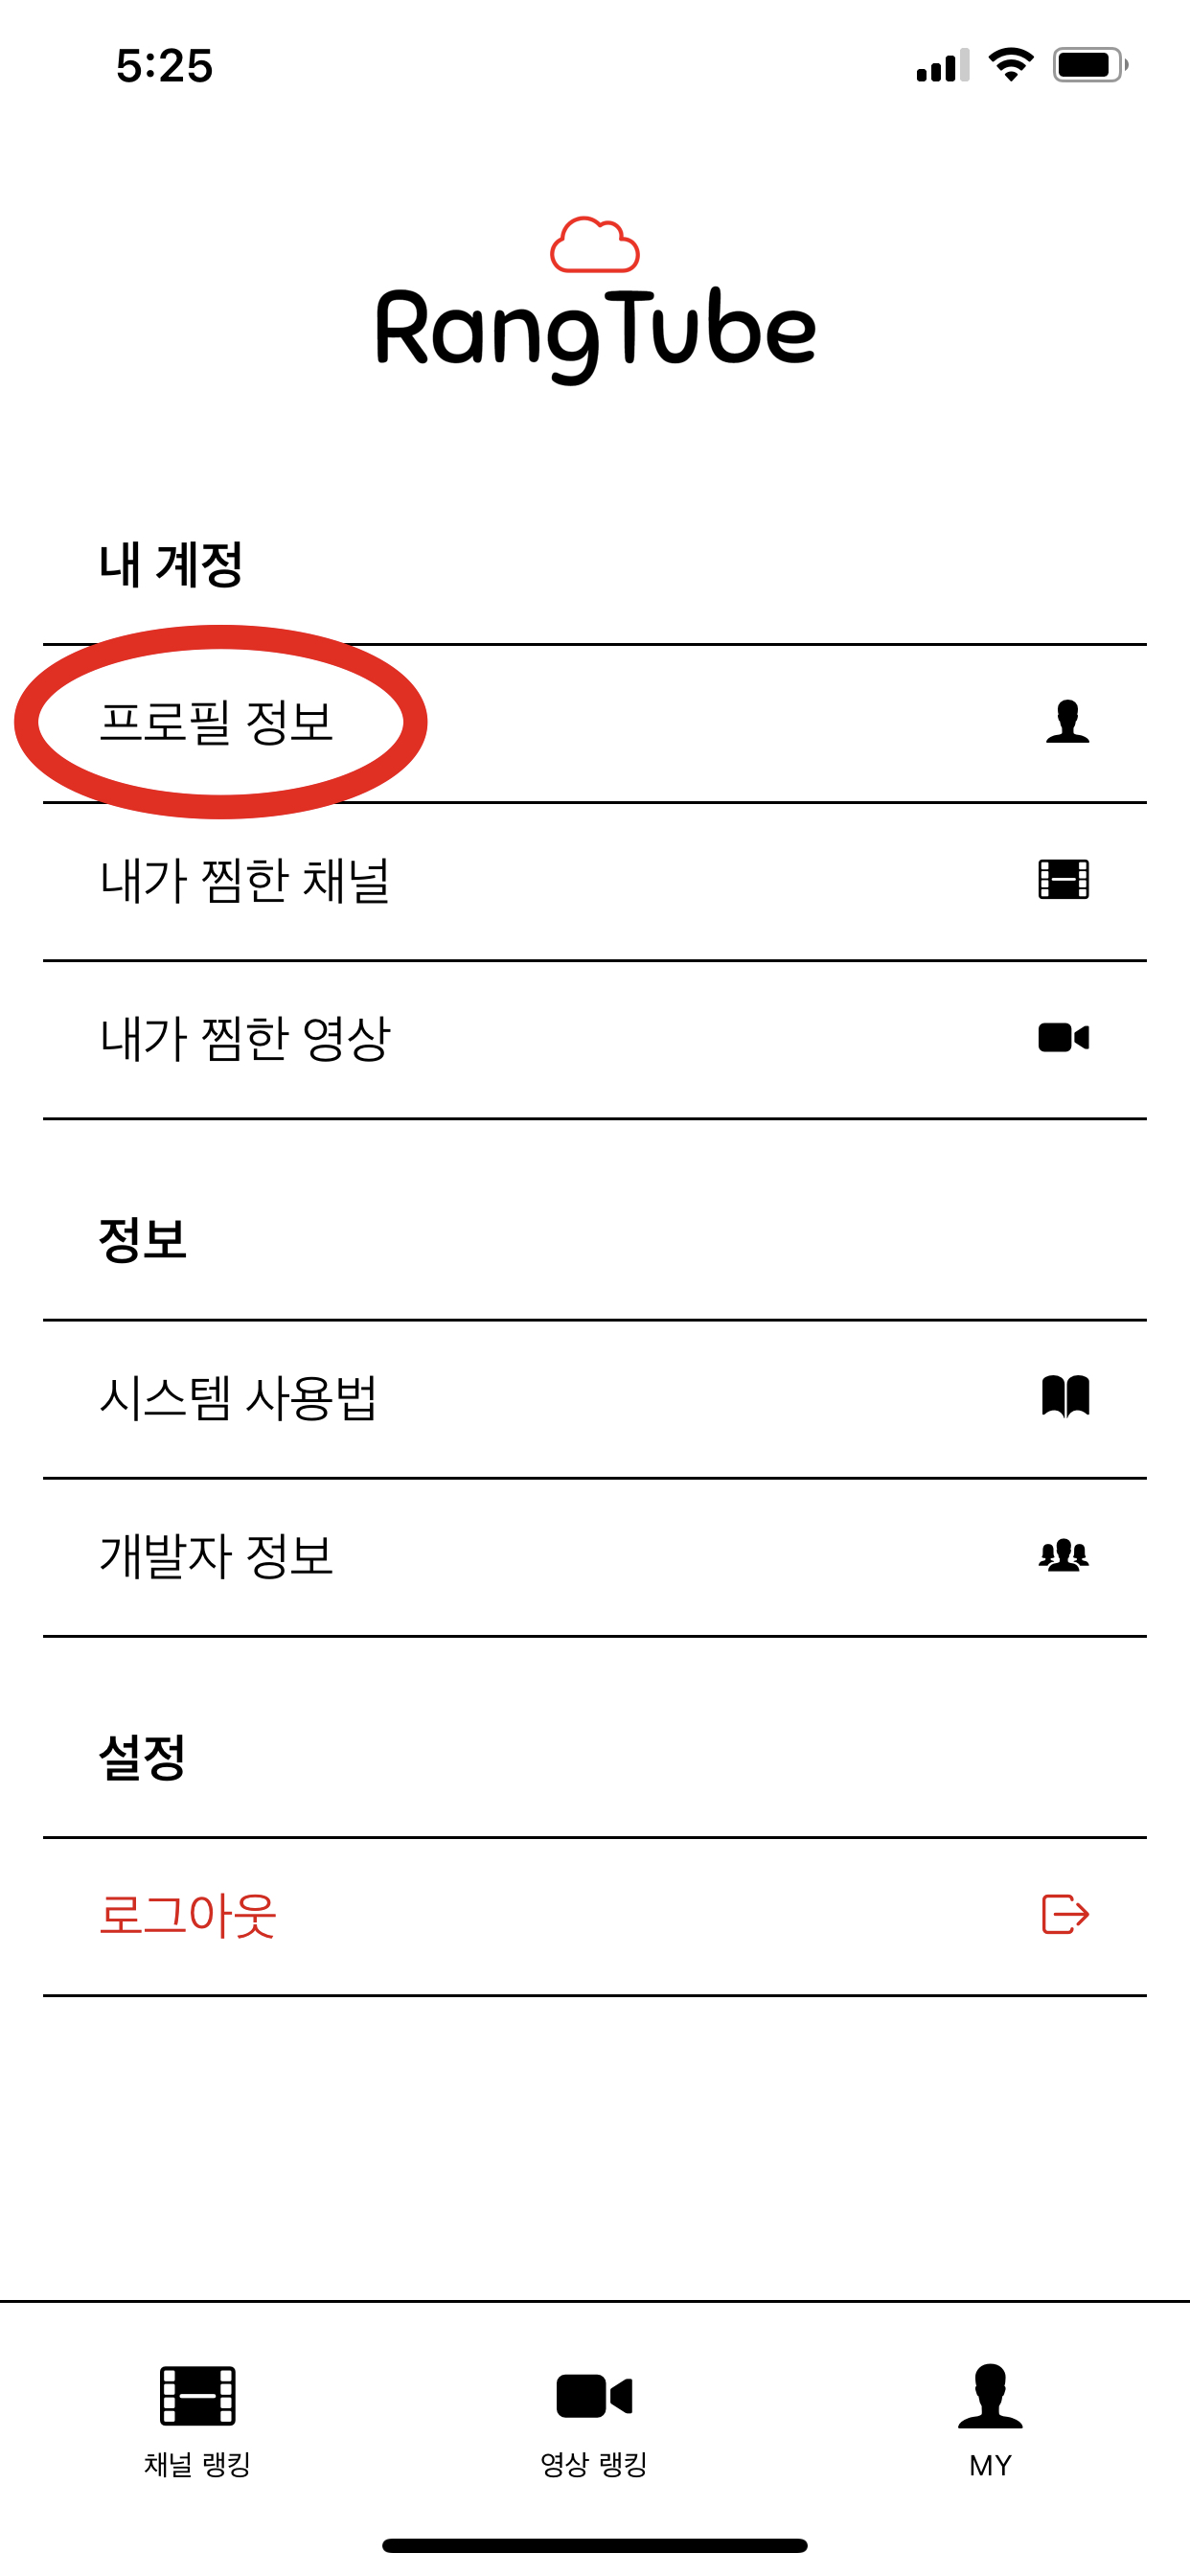 5:25
RangTube
내 계정
프로필 정보
내가 찜한 채널
내가 찜한 영상
정보
시스템 사용법
개발자 정보
설정
로그아웃
채널 랭킹
영상 랭킹
MY